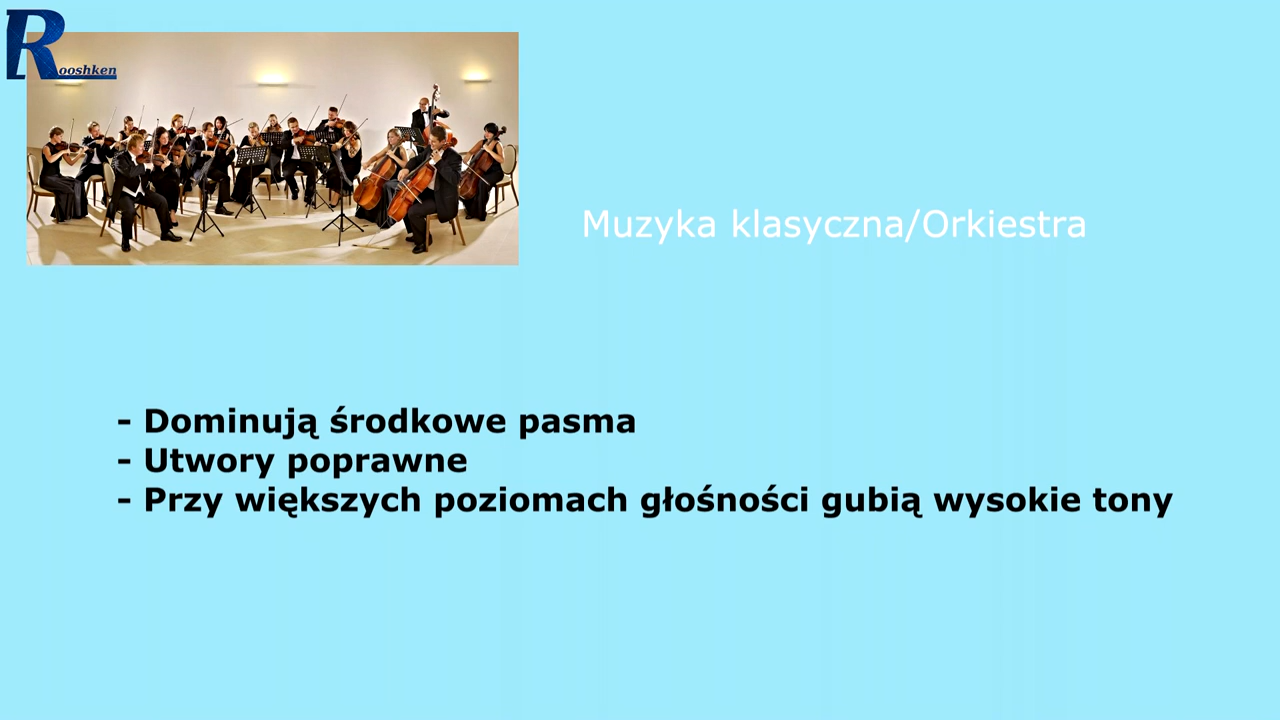 Rooshken
Muzyka klasyczna/Orkiestra
- Dominują środkowe pasma
- Utwory poprawne
- Przy większych poziomach głośności gubią wysokie tony